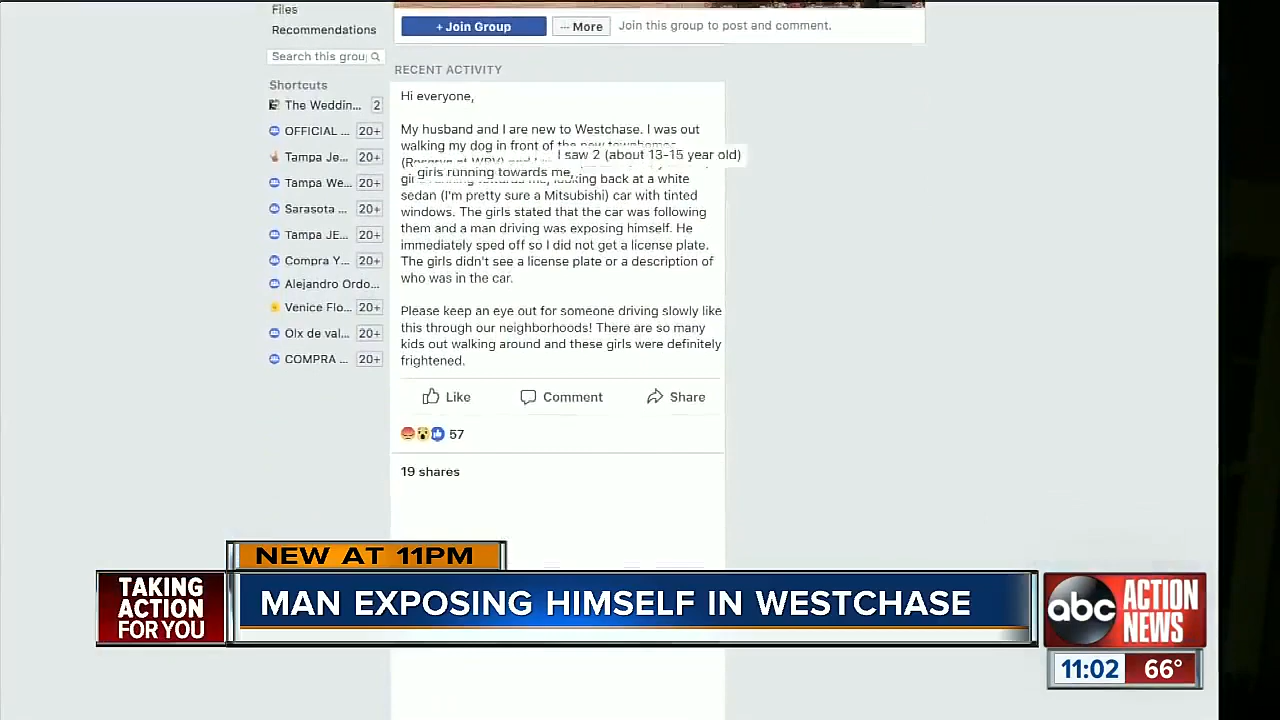 Files
Recommendations
Search this grou
+ Join Group
··· More
Join this group to post and comment.
RECENT ACTIVITY
Shortcuts
The Weddin... 2
OFFICIAL ... 20+
Tampa Je... 20+
Tampa We... 20+
Sarasota ... 20+
Tampa JE... 20+
Compra Y... 20+
Alejandro Ordo...
Venice Flo... 20+
Olx de val... 20+
COMPRA ... 20+
Hi everyone,
My husband and I are new to Westchase. I was out
walking my dog in front of the new townhomes
I saw 2 (about 13-15 year old)
girls running towards me,
looking back at a white
sedan (I'm pretty sure a Mitsubishi) car with tinted
windows. The girls stated that the car was following
them and a man driving was exposing himself. He
immediately sped off so I did not get a license plate.
The girls didn't see a license plate or a description of
who was in the car.
Please keep an eye out for someone driving slowly like
this through our neighborhoods! There are so many
kids out walking around and these girls were definitely
frightened.
Like
Comment
Share
57
19 shares
NEW AT 11PM
TAKING
ACTION
FOR YOU
MAN EXPOSING HIMSELF IN WESTCHASE
abc
ACTION
NEWS
11:02 66°